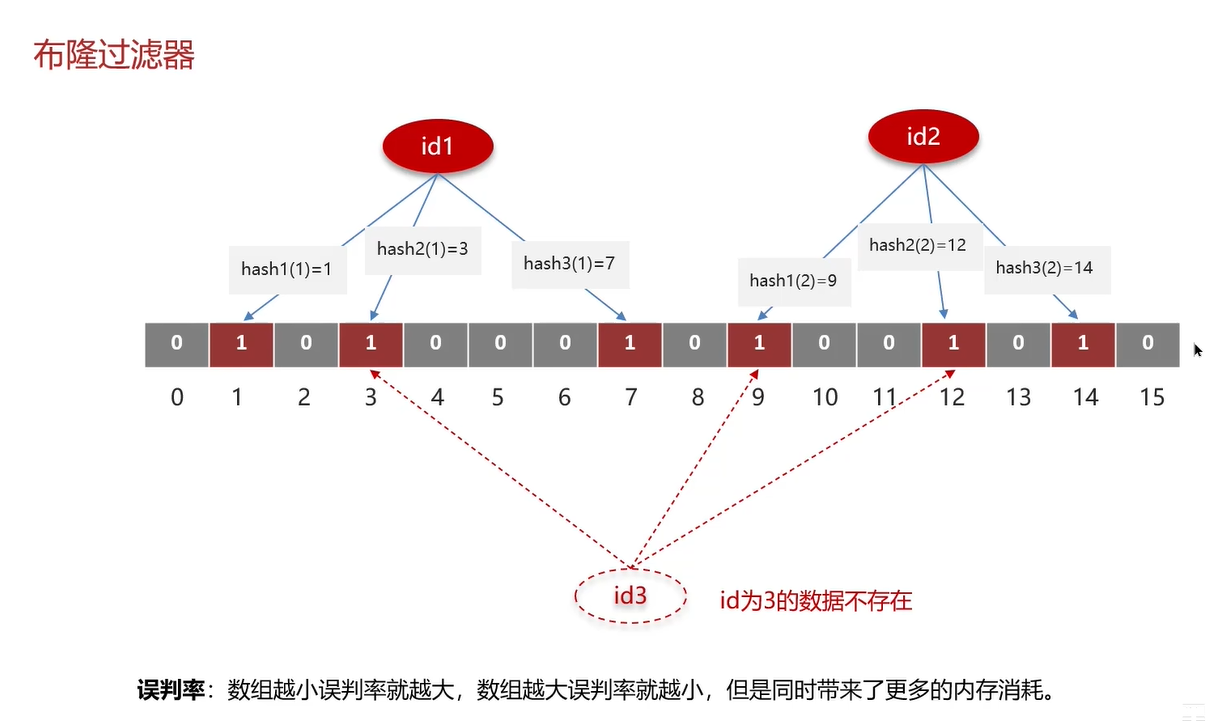 布隆过滤器
id1
id2
hash1(1)=1
hash2(1)=3
hash3(1)=7
hash1(2)=9
hash2(2)=12
hash3(2)=14
0 1 0 1 0 0 0 1 0 1 0 0 1 0 1 0
0 1 2 3 4 5 6 7 8 9 10 11 12 13 14 15
id3
id为3的数据不存在
误判率：数组越小误判率就越大，数组越大误判率就越小，但是同时带来了更多的内存消耗。